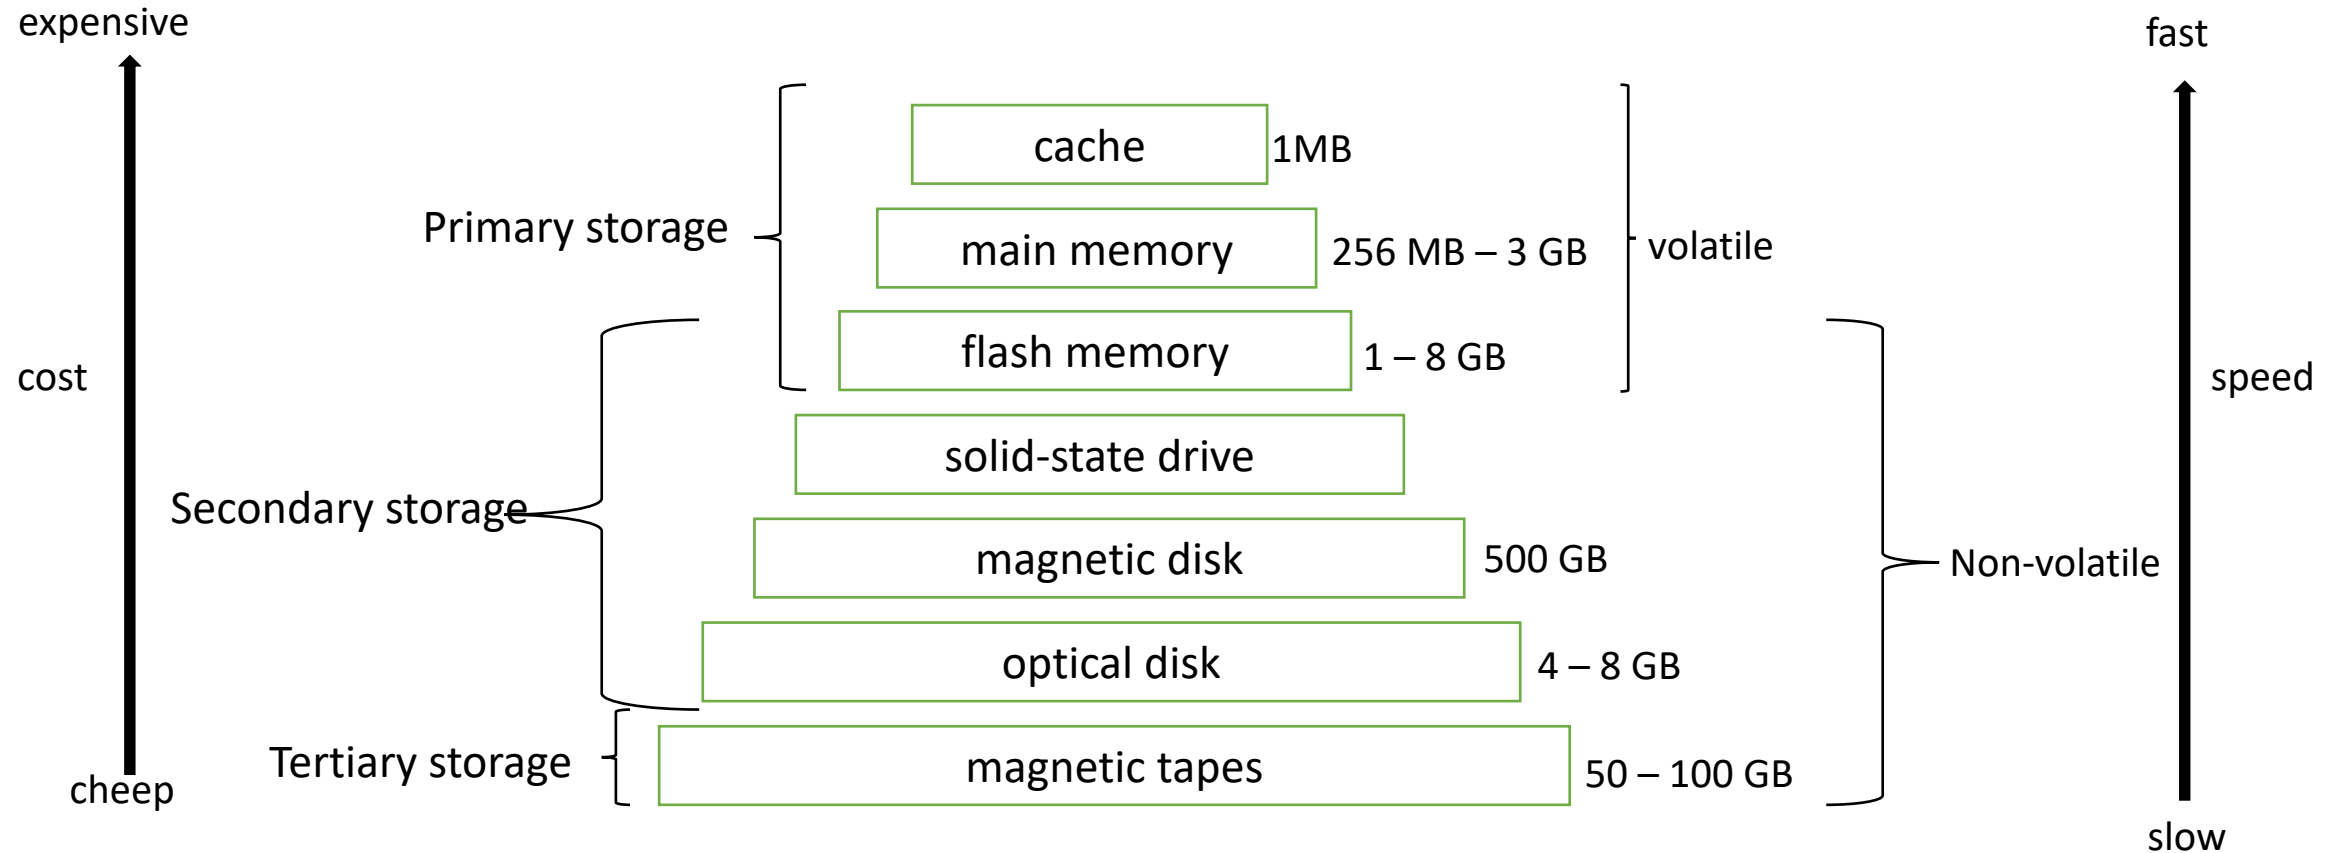 expensive
fast
cache
1MB
Primary storage
main memory
256 MB – 3 GB
volatile
flash memory
1 – 8 GB
cost
speed
solid-state drive
Secondary storage
magnetic disk
500 GB
Non-volatile
optical disk
4 – 8 GB
Tertiary storage
magnetic tapes
50 – 100 GB
cheep
slow